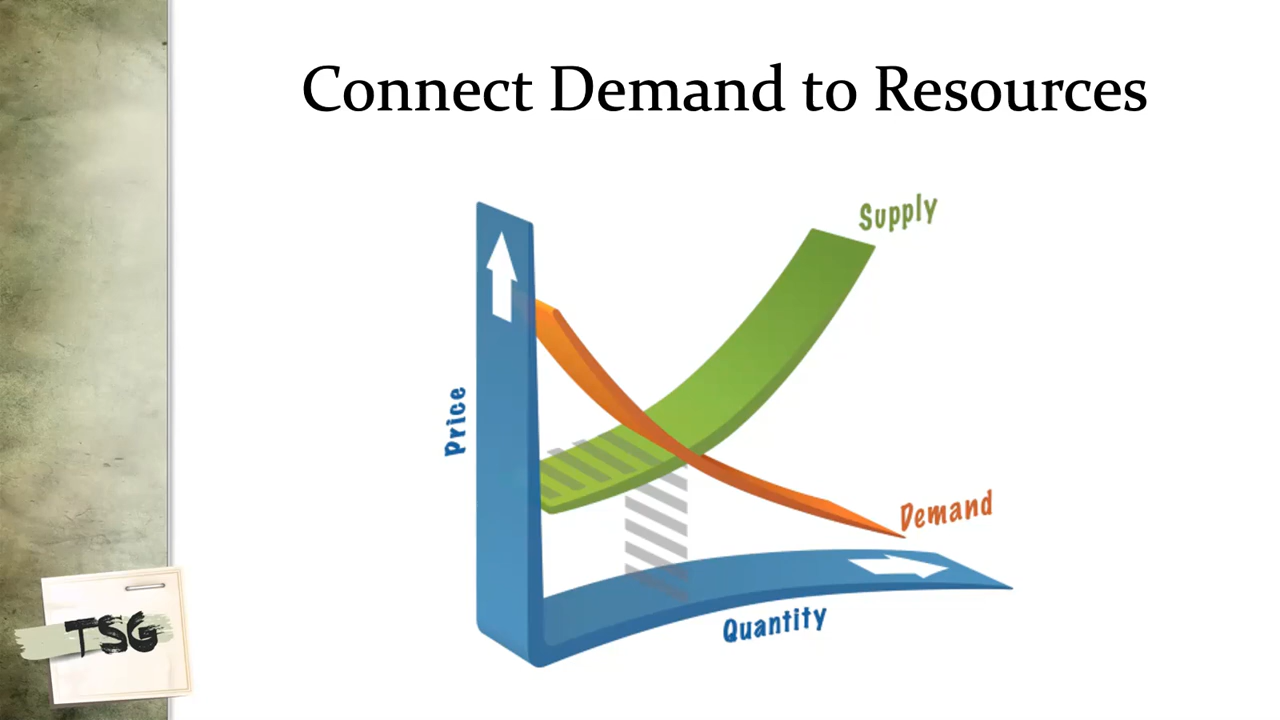 Connect Demand to Resources
Supply
Price
Demand
Quantity
TSG